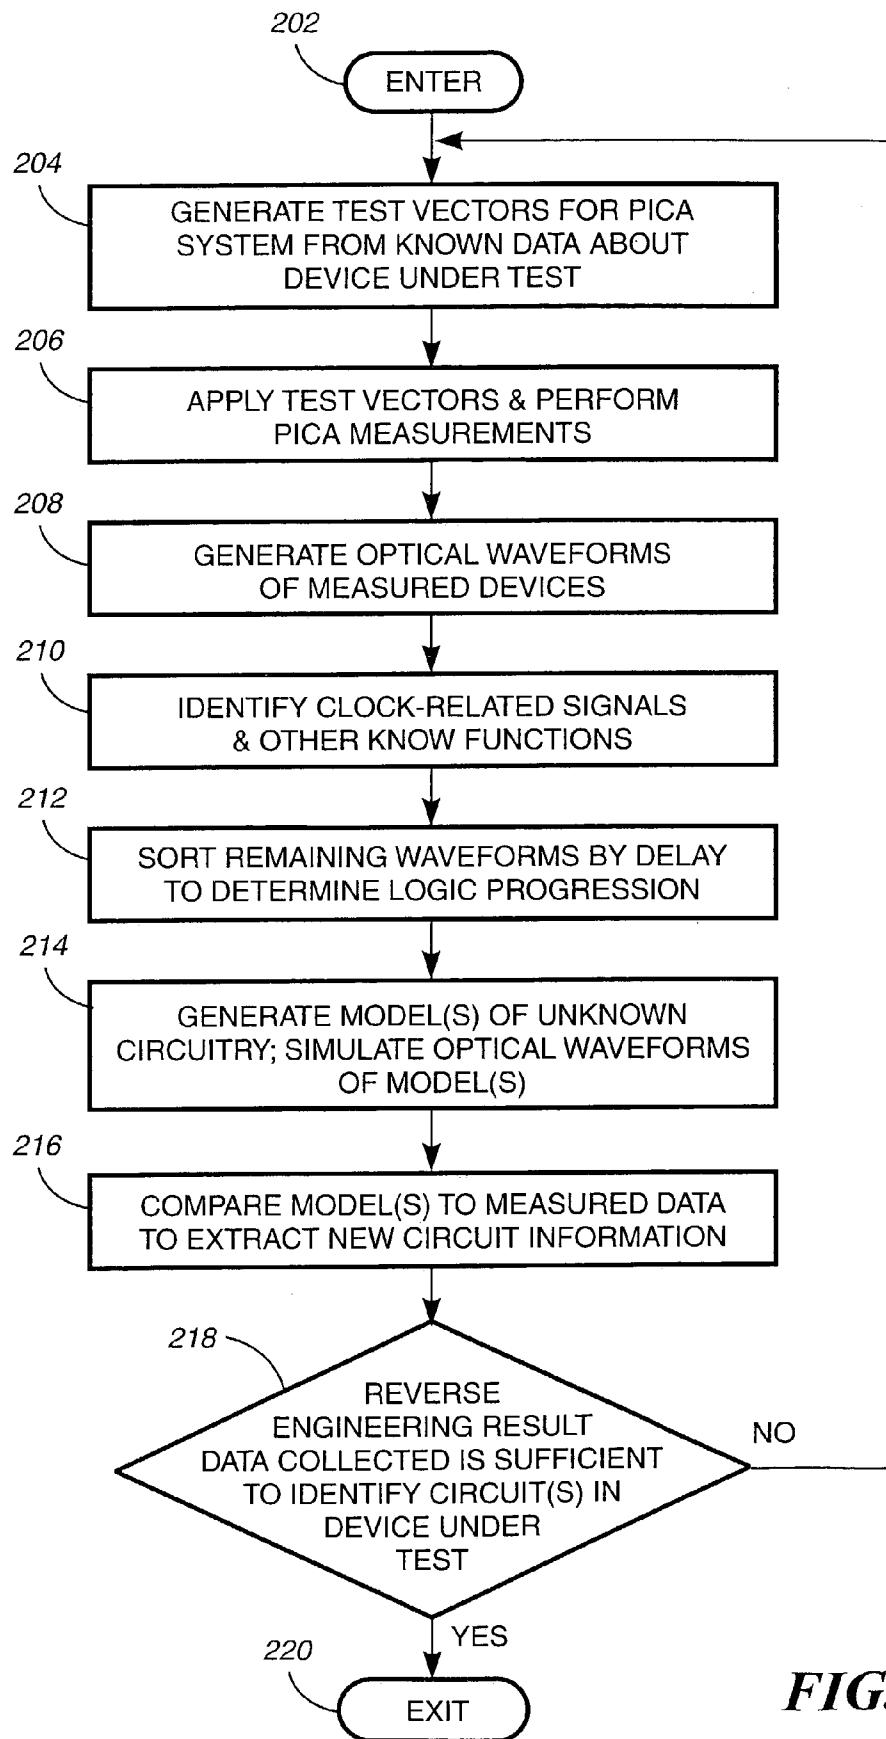 202
ENTER
204
GENERATE TEST VECTORS FOR PICA
SYSTEM FROM KNOWN DATA ABOUT
DEVICE UNDER TEST
206
APPLY TEST VECTORS & PERFORM
PICA MEASUREMENTS
208
GENERATE OPTICAL WAVEFORMS
OF MEASURED DEVICES
210
IDENTIFY CLOCK-RELATED SIGNALS
& OTHER KNOW FUNCTIONS
212
SORT REMAINING WAVEFORMS BY DELAY
TO DETERMINE LOGIC PROGRESSION
214
GENERATE MODEL(S) OF UNKNOWN
CIRCUITRY; SIMULATE OPTICAL WAVEFORMS
OF MODEL(S)
216
COMPARE MODEL(S) TO MEASURED DATA
TO EXTRACT NEW CIRCUIT INFORMATION
218
REVERSE
ENGINEERING RESULT
DATA COLLECTED IS SUFFICIENT
TO IDENTIFY CIRCUIT(S) IN
DEVICE UNDER
TEST
NO
YES
220
EXIT
FIG.